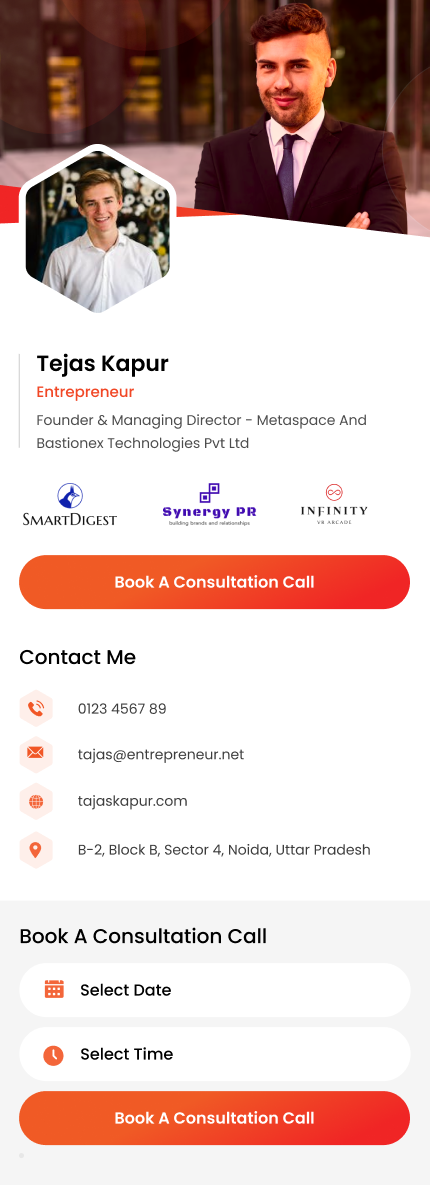 Tejas Kapur
Entrepreneur
Founder & Managing Director - Metaspace And
Bastionex Technologies Pvt Ltd
SMARTDIGEST
Synergy PR
building brands and relationships
INFINITY
VR ARCADE
Book A Consultation Call
Contact Me
0123 4567 89
tajas@entrepreneur.net
tajaskapur.com
B-2, Block B, Sector 4, Noida, Uttar Pradesh
Book A Consultation Call
Select Date
Select Time
Book A Consultation Call